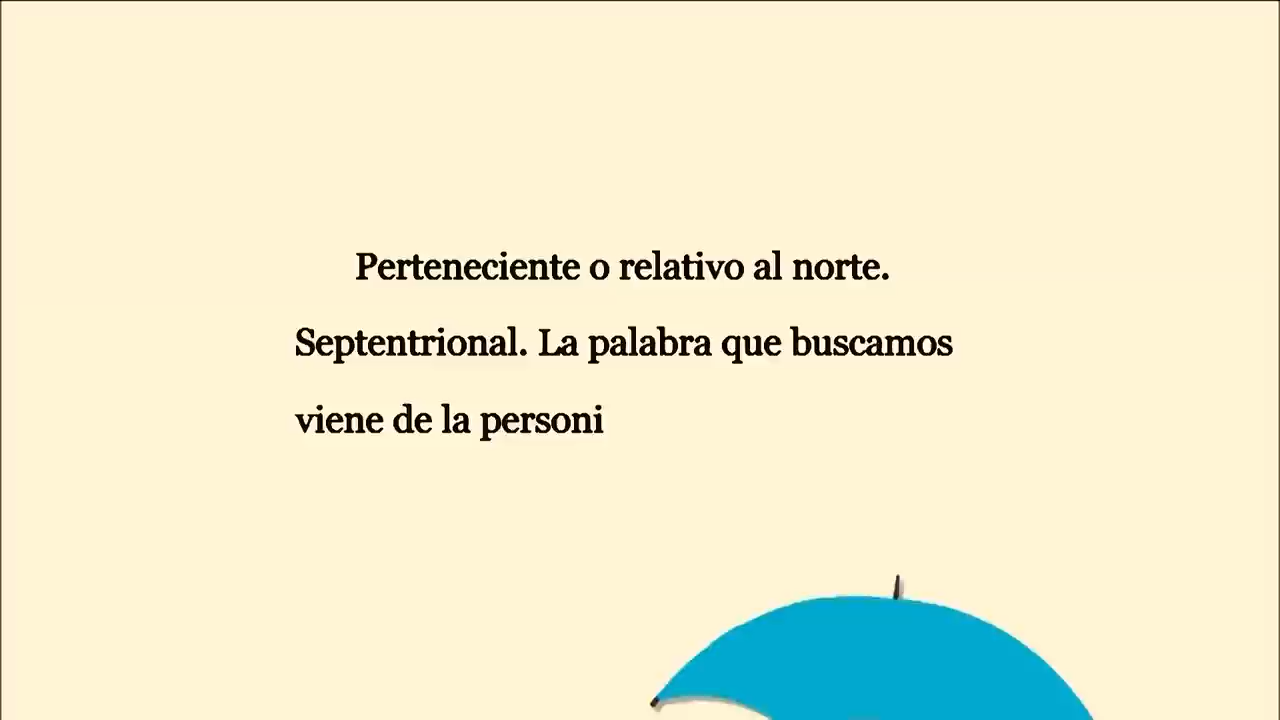 Perteneciente o relativo al norte.
Septentrional. La palabra que buscamos
viene de la personi